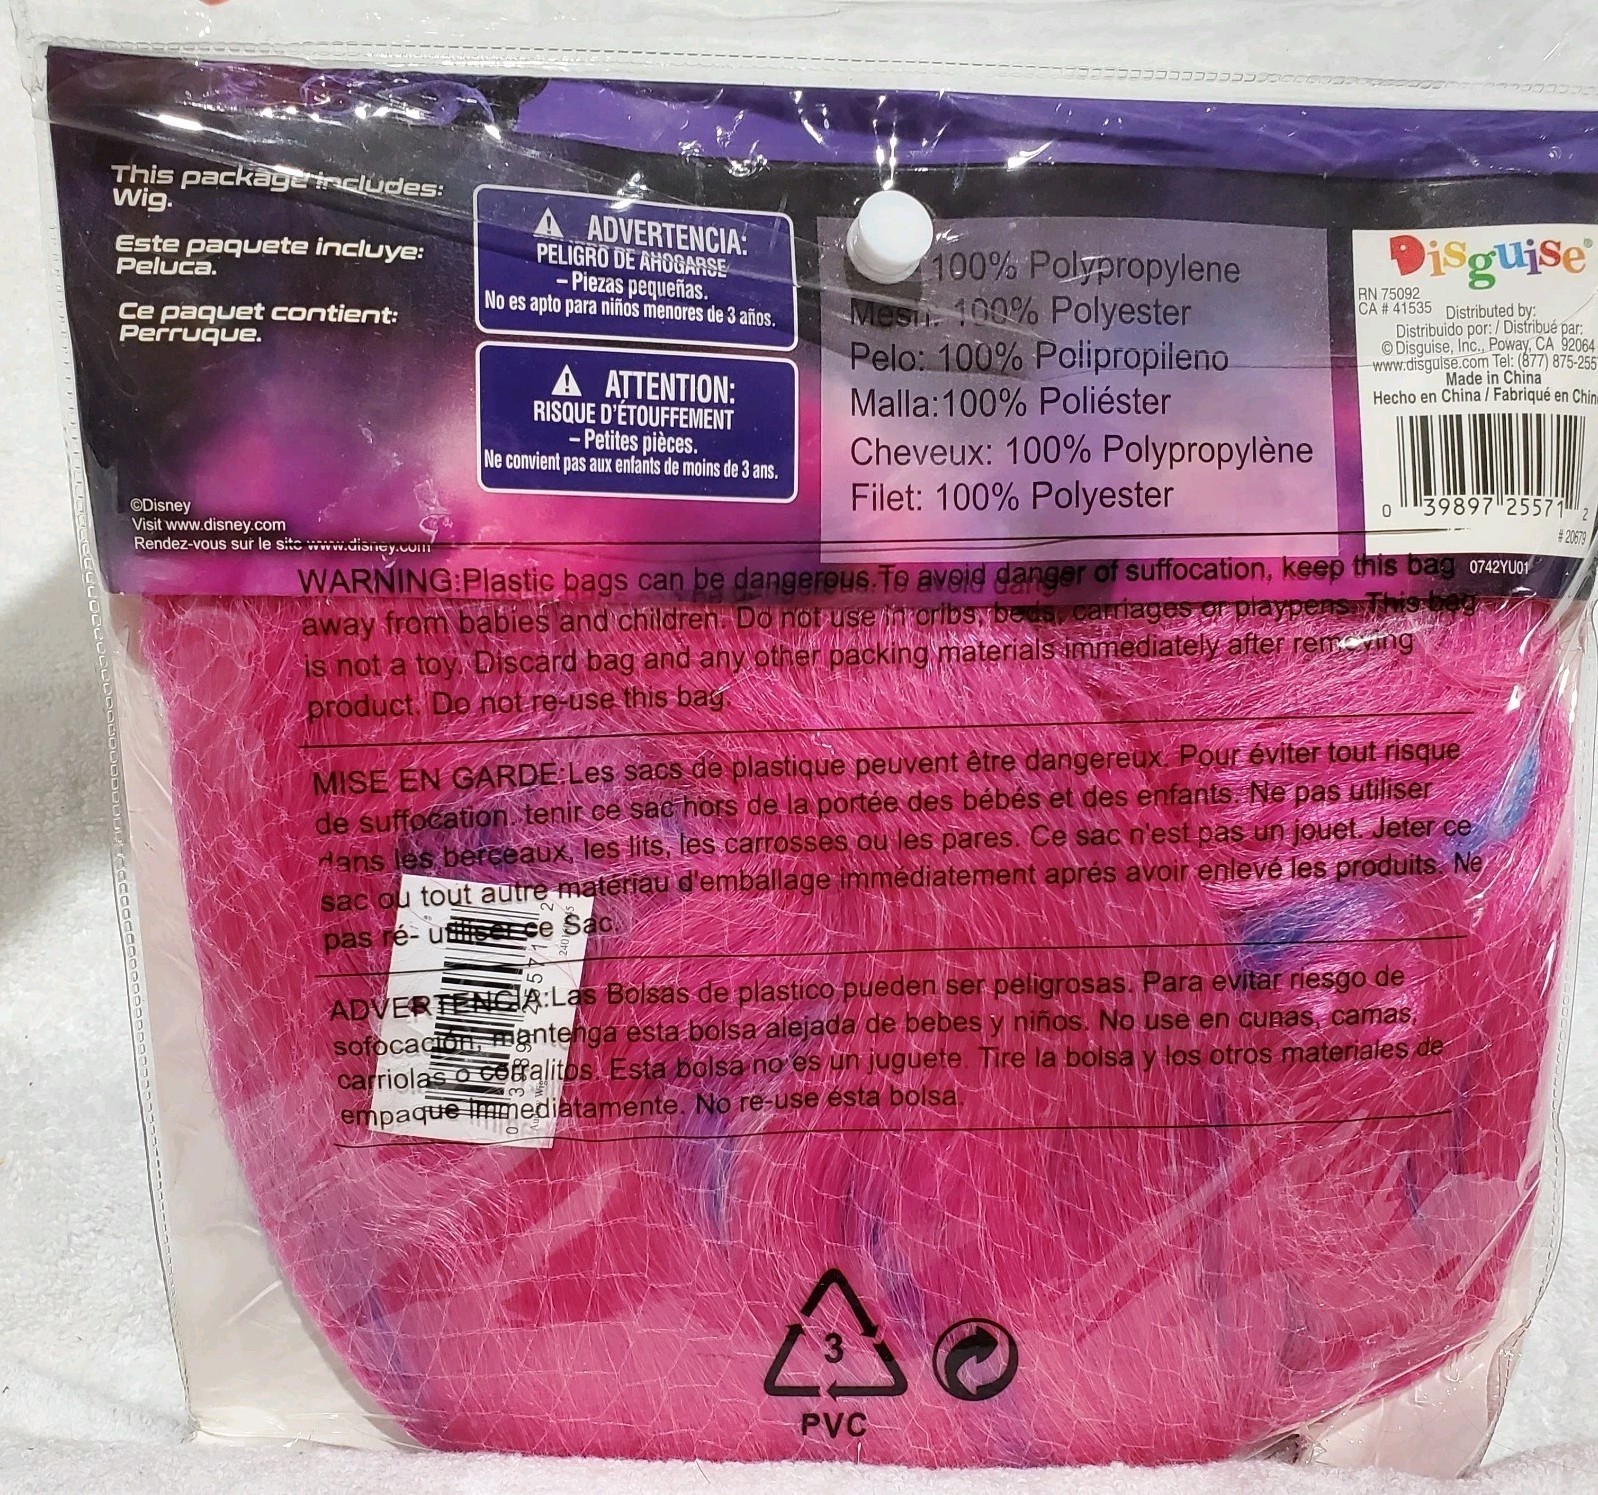 This package includes:
Wig.
Este paquete incluye:
Peluca.
Ce paquet contient:
Perruque.
©Disney
Visit www.disney.com
Rendez-vous sur le site www.disney.com
ADVERTENCIA:
PELIGRO DE AHOGARSE
– Piezas pequeñas.
No es apto para niños menores de 3 años.
ATTENTION:
RISQUE D'ÉTOUFFEMENT
– Petites pièces.
Ne convient pas aux enfants de moins de 3 ans.
100% Polypropylene
Mesh: 100% Polyester
Pelo: 100% Polipropileno
Malla:100% Poliéster
Cheveux: 100% Polypropylène
Filet: 100% Polyester
Disguise®
RN 75092
CA # 41535 Distributed by:
Distribuido por: / Distribué par:
© Disguise, Inc., Poway, CA 92064
www.disguise.com Tel: (877) 875-255
Made in China
Hecho en China / Fabriqué en Chin
0 39897 25571 2
# 20679
0742YU01
WARNING:Plastic bags can be dangerous.To avoid danger of suffocation, keep this bag
away from babies and children. Do not use in cribs, beds, carriages or playpens. This bag
is not a toy. Discard bag and any other packing materials immediately after removing
product. Do not re-use this bag.
MISE EN GARDE:Les sacs de plastique peuvent être dangereux. Pour éviter tout risque
de suffocation, tenir ce sac hors de la portée des bébés et des enfants. Ne pas utiliser
dans les berceaux, les lits, les carrosses ou les pares. Ce sac n'est pas un jouet. Jeter ce
sac ou tout autre matériau d'emballage immédiatement aprés avoir enlevé les produits. Ne
pas ré- utiliser ce Sac.
ADVERTENCIA:Las Bolsas de plastico pueden ser peligrosas. Para evitar riesgo de
sofocación, mantenga esta bolsa alejada de bebes y niños. No use en cunas, camas,
carriolas o corralitos. Esta bolsa no es un juguete. Tire la bolsa y los otros materiales de
empaque immediatamente. No re-use ésta bolsa.
3
PVC